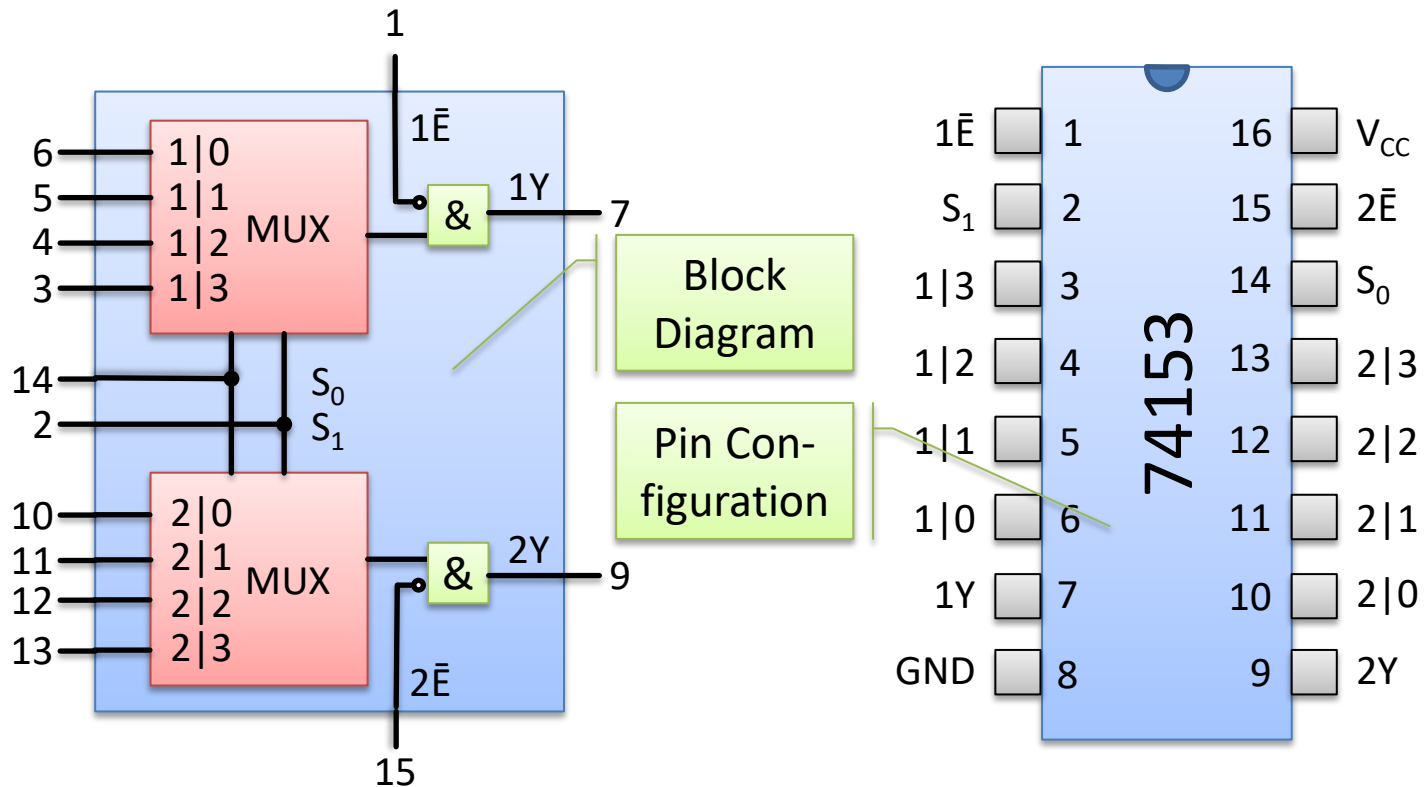 1
1Ē
6
1|0
5
1|1
4
1|2
3
1|3
MUX
&
1Y
7
14
S₀
2
S₁
10
2|0
11
2|1
12
2|2
13
2|3
MUX
&
2Y
9
2Ē
15
Block
Diagram
Pin Con-
figuration
74153
1Ē 1
S₁ 2
1|3 3
1|2 4
1|1 5
1|0 6
1Y 7
GND 8
16 VCC
15 2Ē
14 S₀
13 2|3
12 2|2
11 2|1
10 2|0
9 2Y